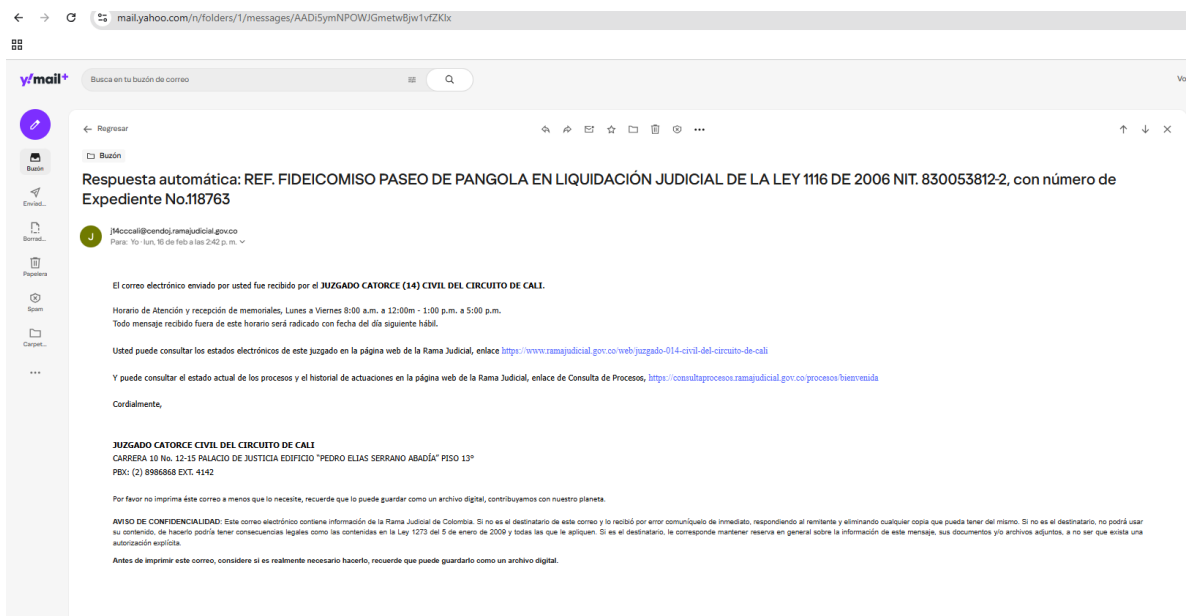 mail.yahoo.com/n/folders/1/messages/AADi5ymNPOWJGmetwBjw1vfZKIx
y!mail+
Busca en tu buzón de correo
Vo
Regresar
Buzón
Buzón
Respuesta automática: REF. FIDEICOMISO PASEO DE PANGOLA EN LIQUIDACIÓN JUDICIAL DE LA LEY 1116 DE 2006 NIT. 830053812-2, con número de
Expediente No.118763
Enviad...
J
j14cccali@cendoj.ramajudicial.gov.co
Para: Yo · lun, 16 de feb a las 2:42 p. m.
Borrad...
Papelera
Spam
Carpet...
El correo electrónico enviado por usted fue recibido por el JUZGADO CATORCE (14) CIVIL DEL CIRCUITO DE CALI.
Horario de Atención y recepción de memoriales, Lunes a Viernes 8:00 a.m. a 12:00m - 1:00 p.m. a 5:00 p.m.
Todo mensaje recibido fuera de este horario será radicado con fecha del día siguiente hábil.
Usted puede consultar los estados electrónicos de este juzgado en la página web de la Rama Judicial, enlace https://www.ramajudicial.gov.co/web/juzgado-014-civil-del-circuito-de-cali
Y puede consultar el estado actual de los procesos y el historial de actuaciones en la página web de la Rama Judicial, enlace de Consulta de Procesos, https://consultaprocesos.ramajudicial.gov.co/procesos/bienvenida
Cordialmente,
JUZGADO CATORCE CIVIL DEL CIRCUITO DE CALI
CARRERA 10 No. 12-15 PALACIO DE JUSTICIA EDIFICIO "PEDRO ELIAS SERRANO ABADÍA" PISO 13°
PBX: (2) 8986868 EXT. 4142
Por favor no imprima éste correo a menos que lo necesite, recuerde que lo puede guardar como un archivo digital, contribuyamos con nuestro planeta.
AVISO DE CONFIDENCIALIDAD: Este correo electrónico contiene información de la Rama Judicial de Colombia. Si no es el destinatario de este correo y lo recibió por error comuníquelo de inmediato, respondiendo al remitente y eliminando cualquier copia que pueda tener del mismo. Si no es el destinatario, no podrá usar
su contenido, de hacerlo podría tener consecuencias legales como las contenidas en la Ley 1273 del 5 de enero de 2009 y todas las que le apliquen. Si es el destinatario, le corresponde mantener reserva en general sobre la información de este mensaje, sus documentos y/o archivos adjuntos, a no ser que exista una
autorización explícita.
Antes de imprimir este correo, considere si es realmente necesario hacerlo, recuerde que puede guardarlo como un archivo digital.